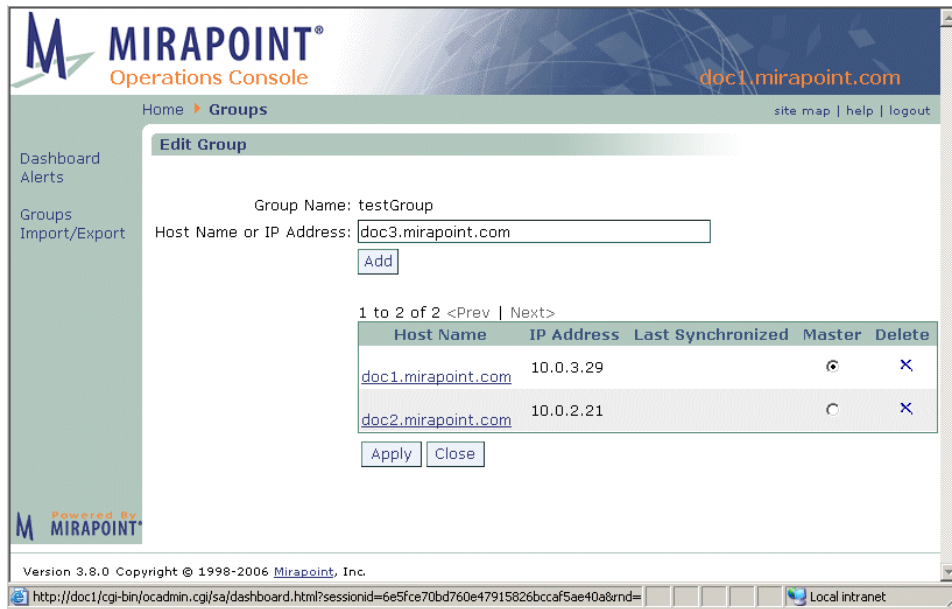 MIRAPOINT®
Operations Console
doc1.mirapoint.com
Home Groups
site map | help | logout
Dashboard
Alerts
Groups
Import/Export
Edit Group
Group Name: testGroup
Host Name or IP Address: doc3.mirapoint.com
Add
1 to 2 of 2 <Prev | Next>
Host Name IP Address Last Synchronized Master Delete
doc1.mirapoint.com 10.0.3.29
doc2.mirapoint.com 10.0.2.21
Apply Close
Powered By
MIRAPOINT
Version 3.8.0 Copyright © 1998-2006 Mirapoint, Inc.
http://doc1/cgi-bin/ocadmin.cgi/sa/dashboard.html?sessionid=6e5fce70bd760e47915826bccaf5ae40a&rnd=
Local intranet